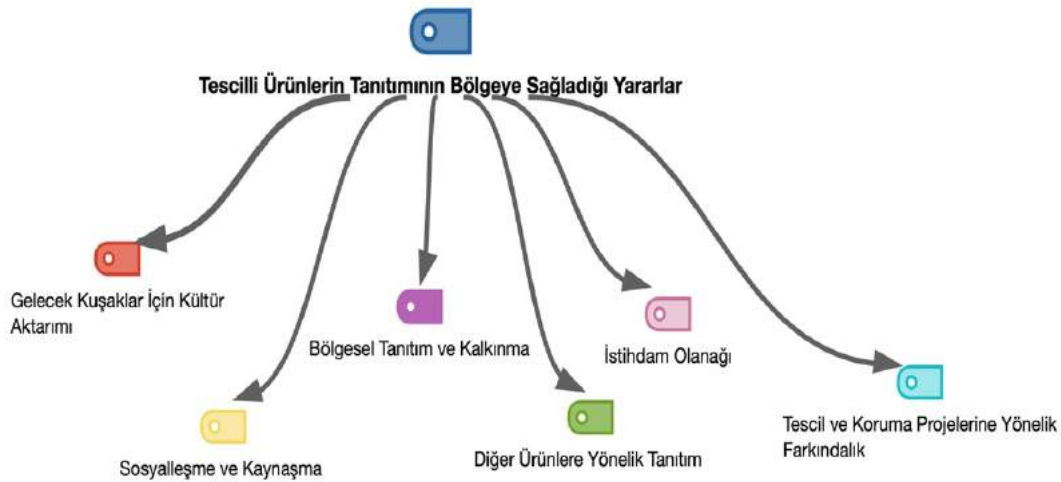 Tescilli Ürünlerin Tanıtımının Bölgeye Sağladığı Yararlar
Gelecek Kuşaklar İçin Kültür
Aktarımı
Bölgesel Tanıtım ve Kalkınma
İstihdam Olanağı
Tescil ve Koruma Projelerine Yönelik
Farkındalık
Sosyalleşme ve Kaynaşma
Diğer Ürünlere Yönelik Tanıtım